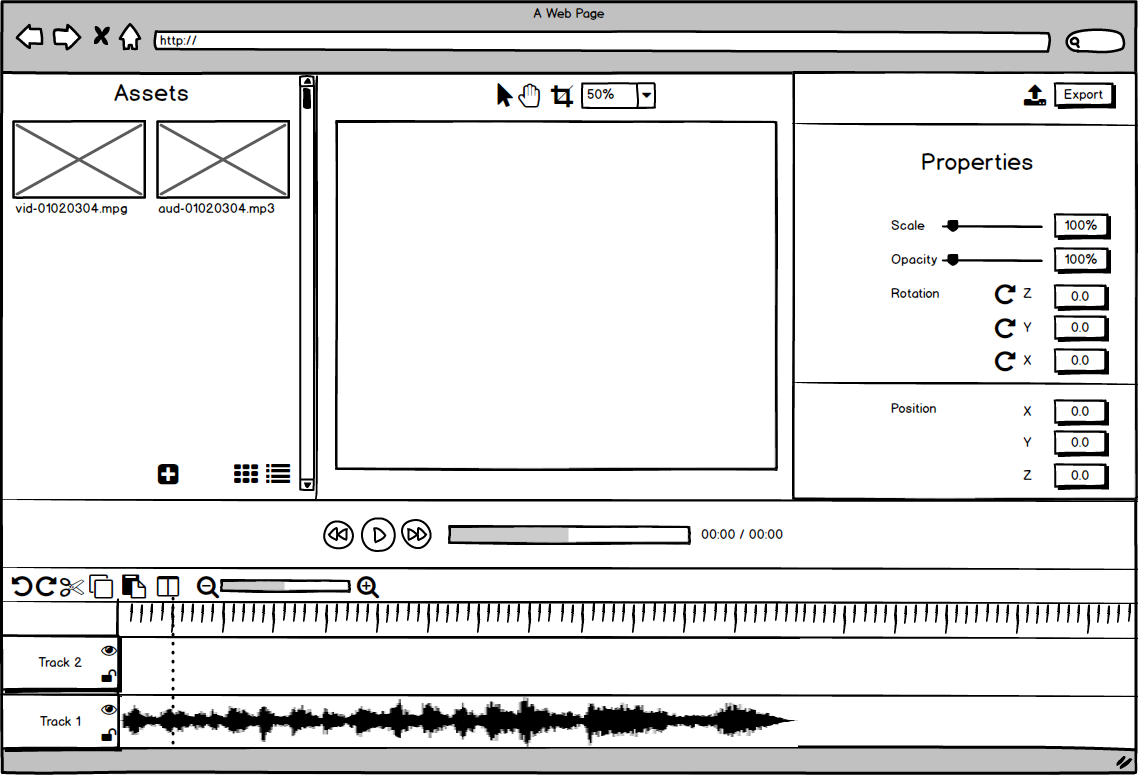 A Web Page
http://
Assets
50%
Export
vid-01020304.mpg
aud-01020304.mp3
Properties
Scale 100%
Opacity 100%
Rotation Z 0.0
Y 0.0
X 0.0
Position X 0.0
Y 0.0
Z 0.0
00:00 / 00:00
Track 2
Track 1